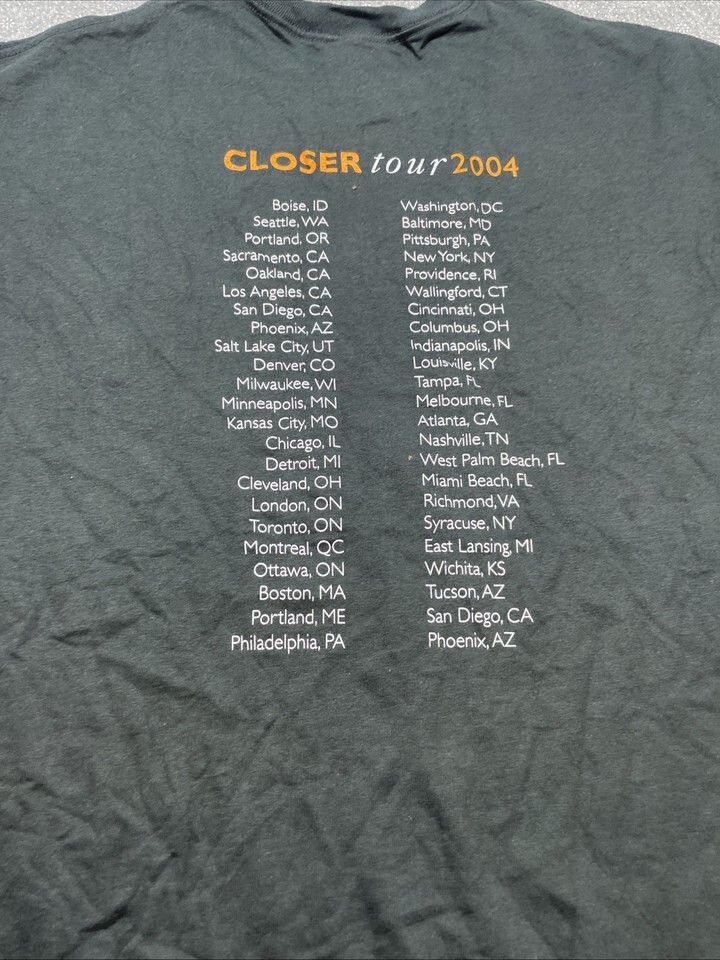 CLOSER tour 2004
Boise, ID
Seattle, WA
Portland, OR
Sacramento, CA
Oakland, CA
Los Angeles, CA
San Diego, CA
Phoenix, AZ
Salt Lake City, UT
Denver, CO
Milwaukee, WI
Minneapolis, MN
Kansas City, MO
Chicago, IL
Detroit, MI
Cleveland, OH
London, ON
Toronto, ON
Montreal, QC
Ottawa, ON
Boston, MA
Portland, ME
Philadelphia, PA
Washington, DC
Baltimore, MD
Pittsburgh, PA
New York, NY
Providence, RI
Wallingford, CT
Cincinnati, OH
Columbus, OH
Indianapolis, IN
Louisville, KY
Tampa, FL
Melbourne, FL
Atlanta, GA
Nashville, TN
West Palm Beach, FL
Miami Beach, FL
Richmond, VA
Syracuse, NY
East Lansing, MI
Wichita, KS
Tucson, AZ
San Diego, CA
Phoenix, AZ